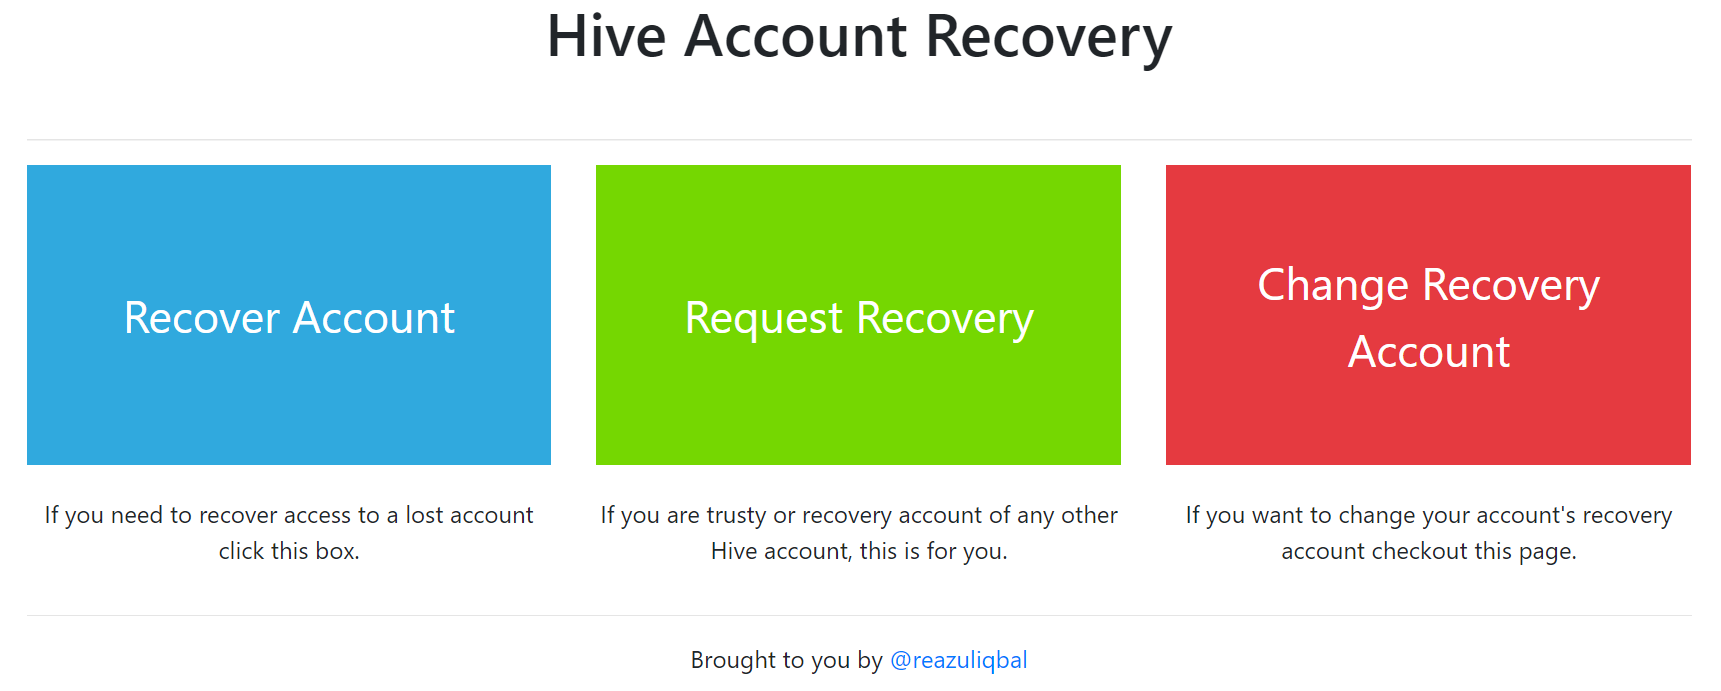 Hive Account Recovery
Recover Account
Request Recovery
Change Recovery
Account
If you need to recover access to a lost account
click this box.
If you are trusty or recovery account of any other
Hive account, this is for you.
If you want to change your account's recovery
account checkout this page.
Brought to you by @reazuliqbal